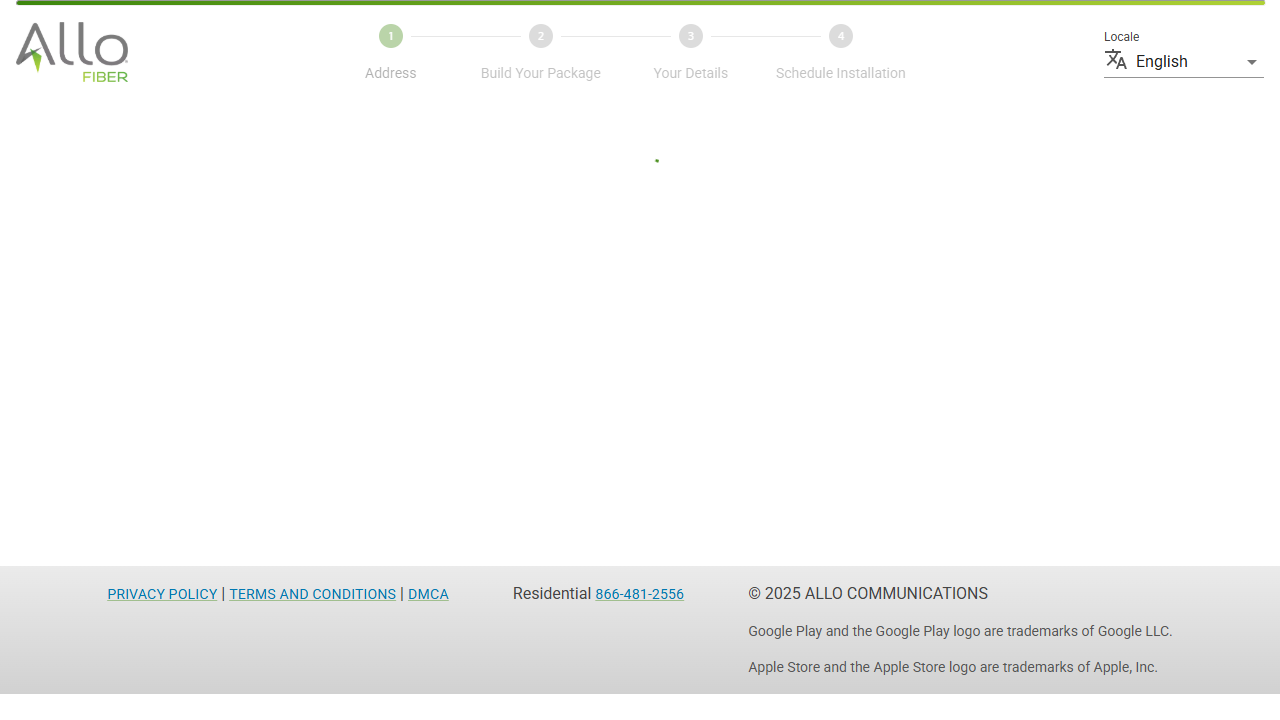 Allo
FIBER
1
Address
2
Build Your Package
3
Your Details
4
Schedule Installation
Locale
English
PRIVACY POLICY | TERMS AND CONDITIONS | DMCA
Residential 866-481-2556
© 2025 ALLO COMMUNICATIONS
Google Play and the Google Play logo are trademarks of Google LLC.
Apple Store and the Apple Store logo are trademarks of Apple, Inc.